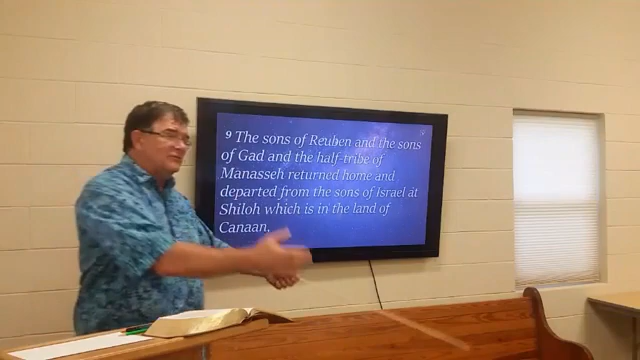 9 The sons of Reuben and the sons
of Gad and the half-tribe of
Manasseh returned home and
departed from the sons of Israel at
Shiloh which is in the land of
Canaan,